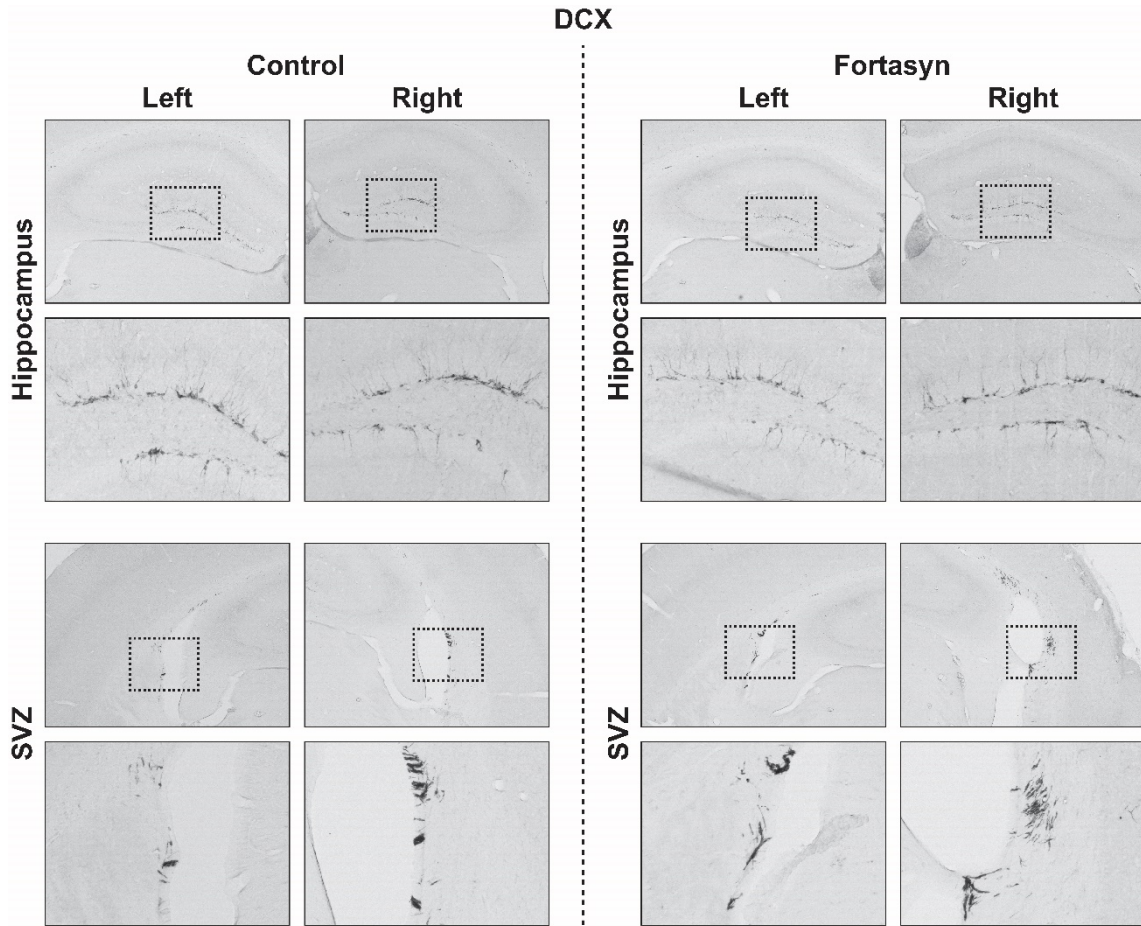 DCX
Control
Fortasyn
Left
Right
Left
Right
Hippocampus
Hippocampus
SVZ
SVZ